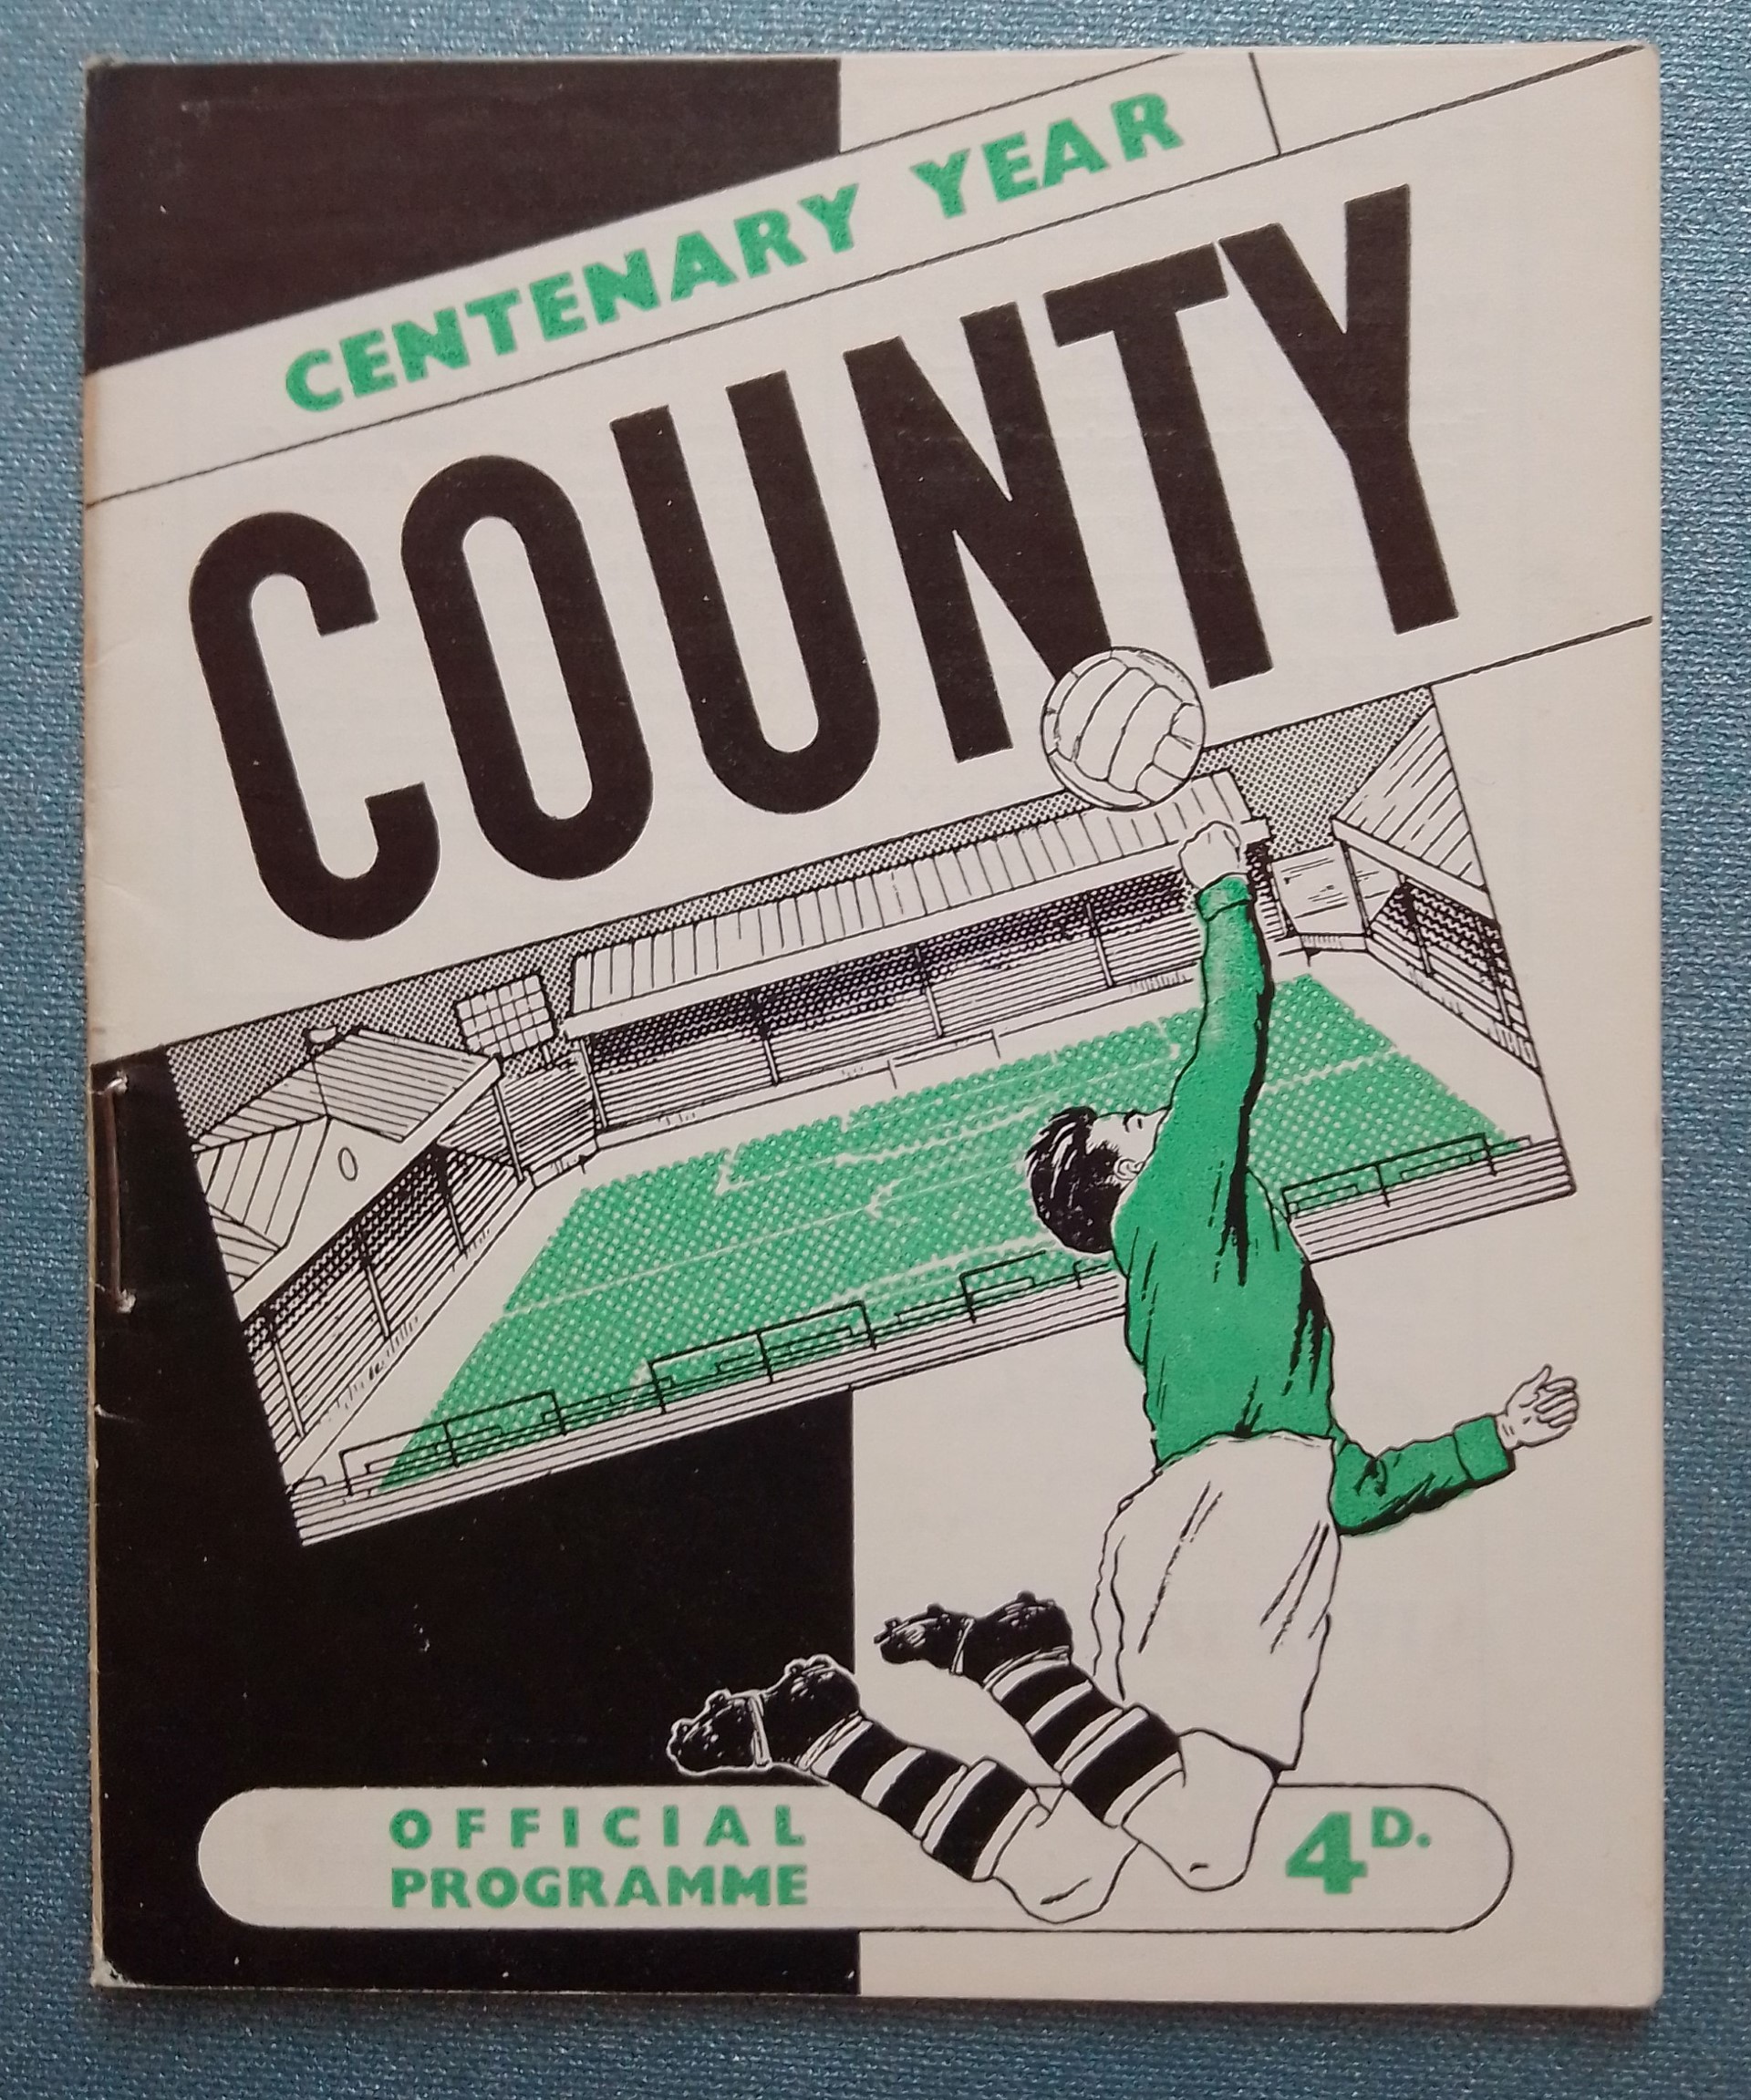 CENTENARY YEAR
COUNTY
OFFICIAL
PROGRAMME
4D.